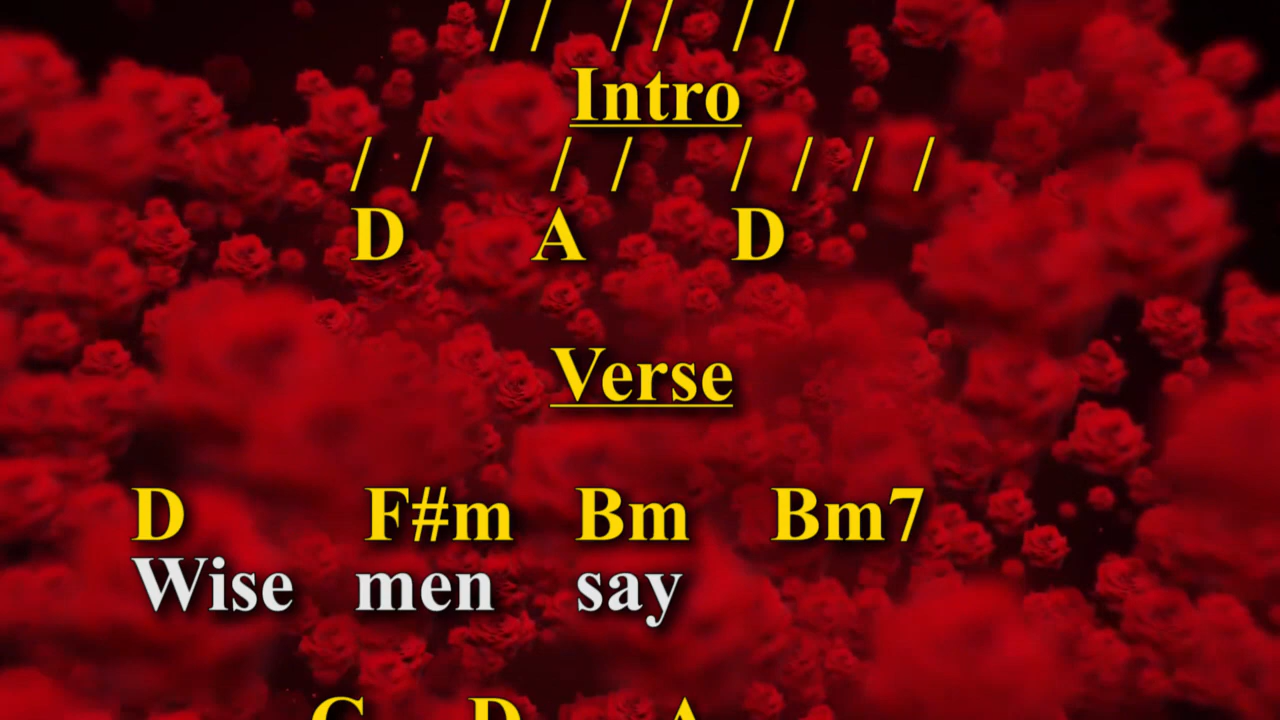 / / / / / /
Intro
/ / / / / / / /
D A D
Verse
D F#m Bm Bm7
Wise men say
G D A